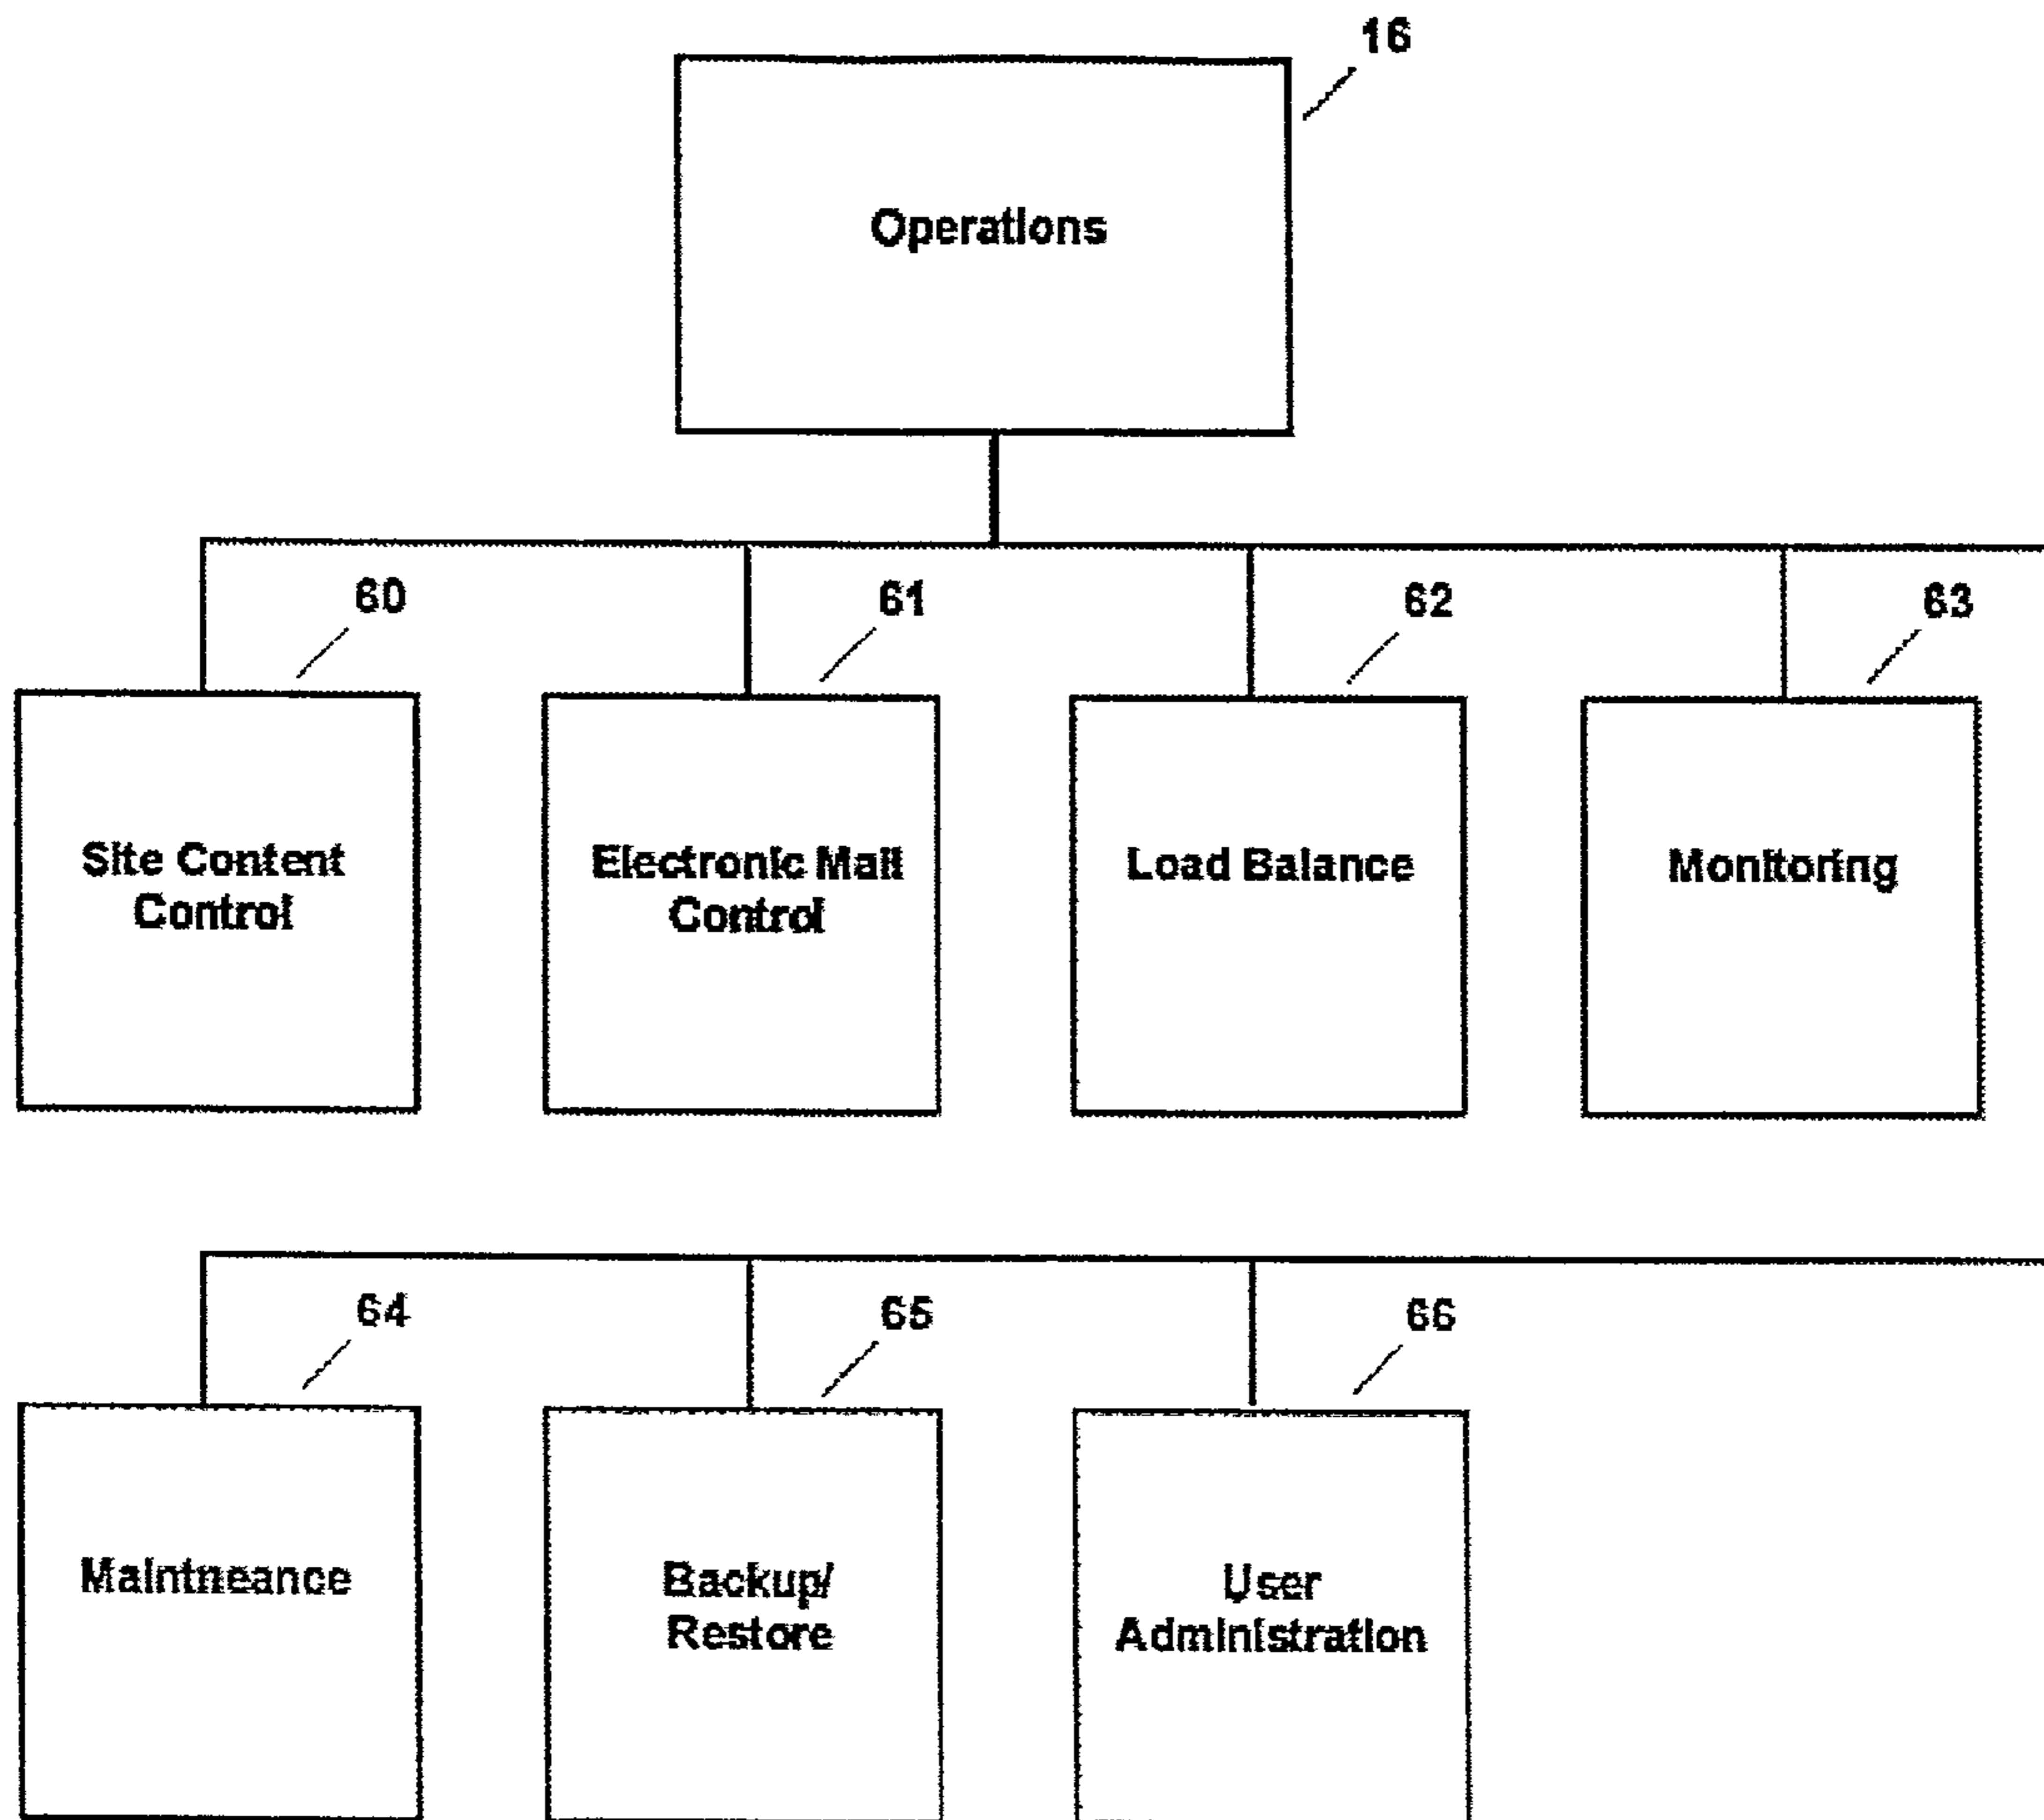 16
Operations
60
61
62
63
Site Content
Control
Electronic Mail
Control
Load Balance
Monitoring
64
65
66
Maintneance
Backup/
Restore
User
Administration